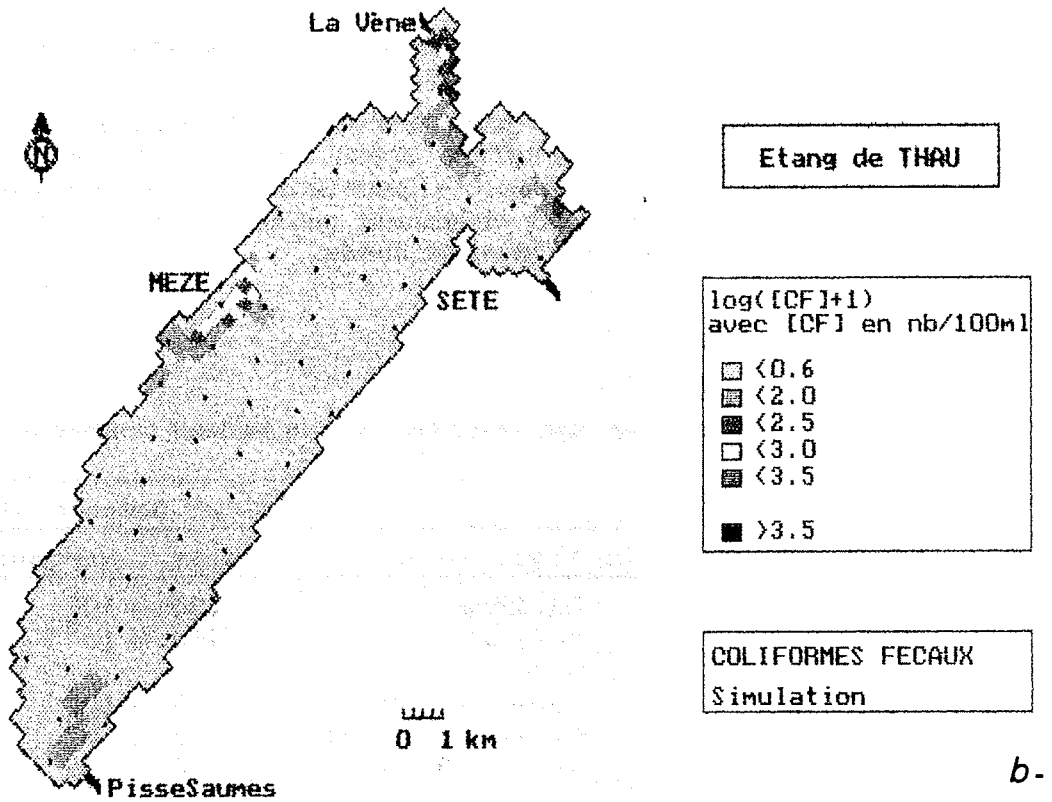 La Vène
N
Etang de THAU
MEZE
SETE
log([CF]+1)
avec [CF] en nb/100ml
<0.6
<2.0
<2.5
<3.0
<3.5
>3.5
COLIFORMES FECAUX
Simulation
0 1 km
PisseSaumes
b-